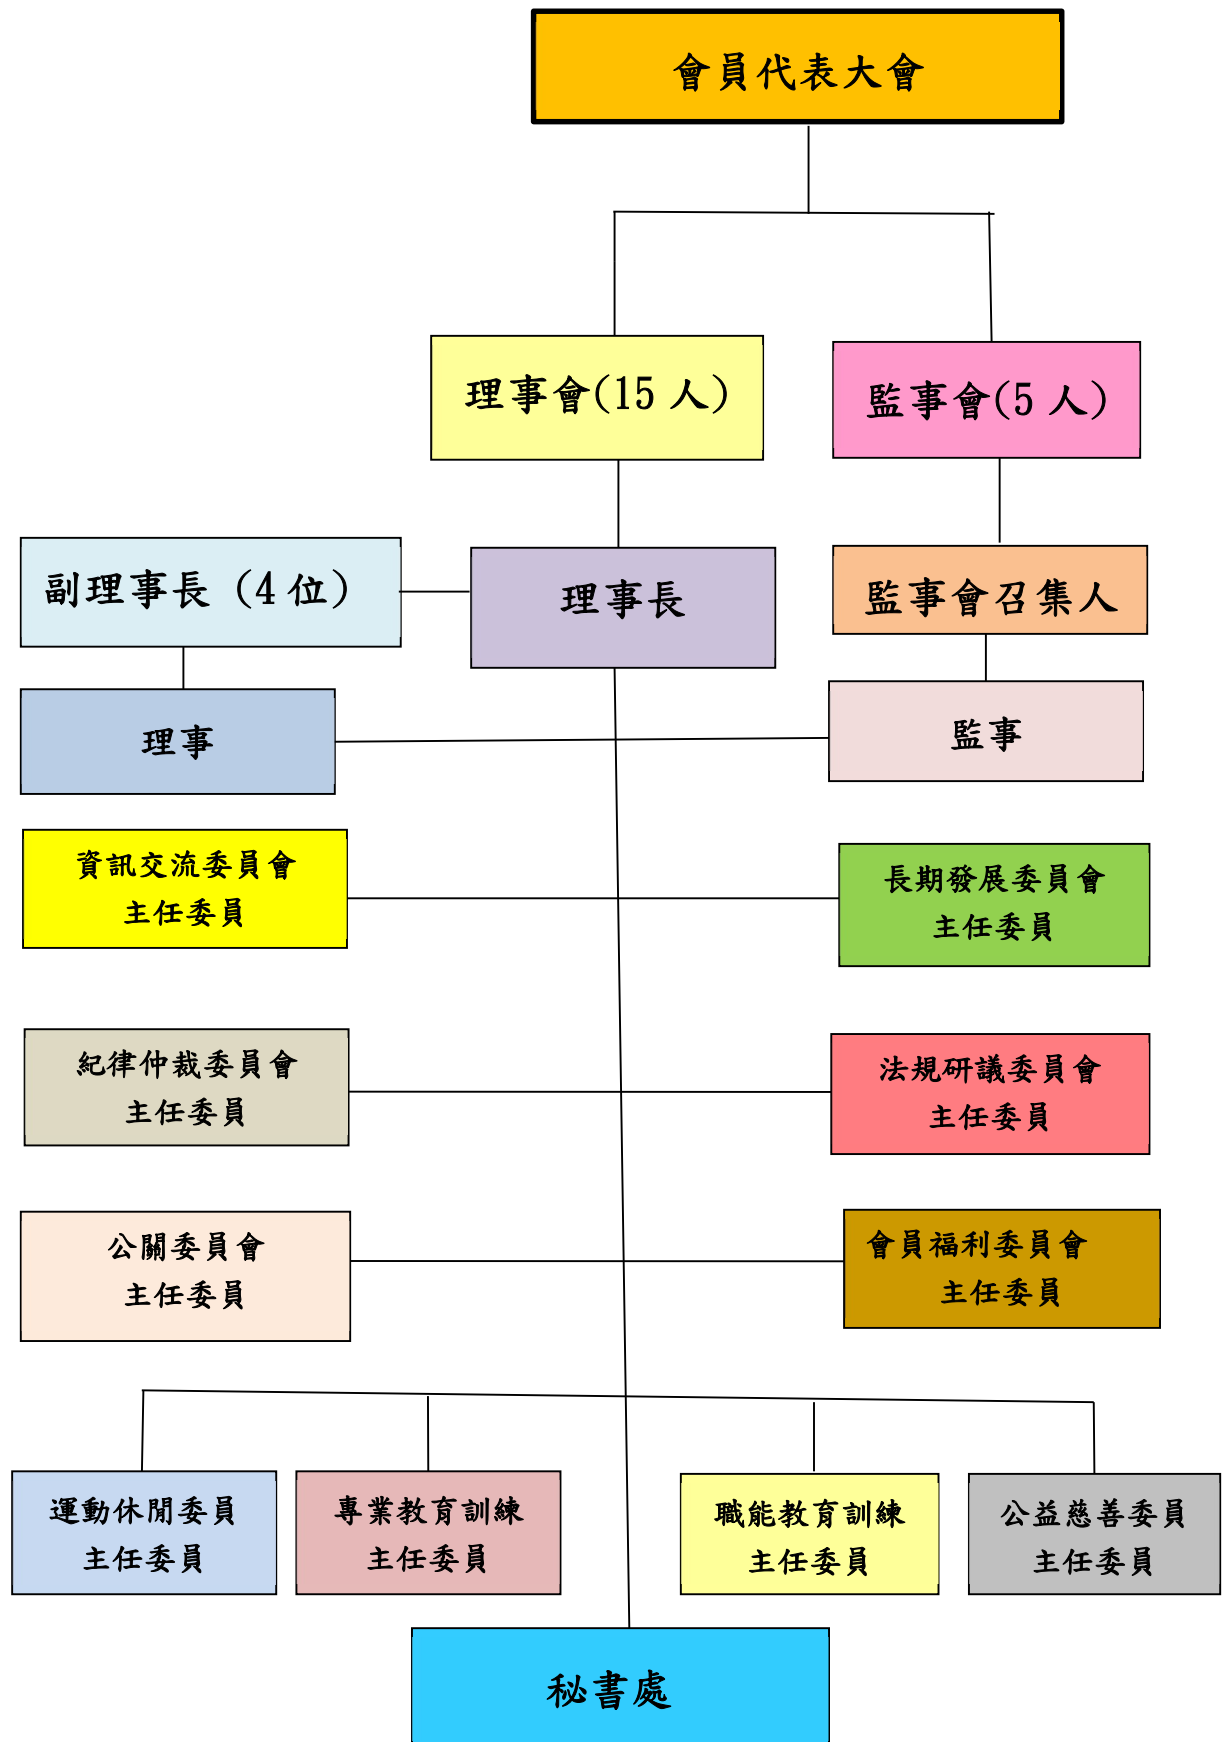 會員代表大會
理事會(15 人)
監事會(5 人)
副理事長 (4 位)
理事長
監事會召集人
理事
監事
資訊交流委員會
主任委員
長期發展委員會
主任委員
紀律仲裁委員會
主任委員
法規研議委員會
主任委員
公關委員會
主任委員
會員福利委員會
主任委員
運動休閒委員
主任委員
專業教育訓練
主任委員
職能教育訓練
主任委員
公益慈善委員
主任委員
秘書處